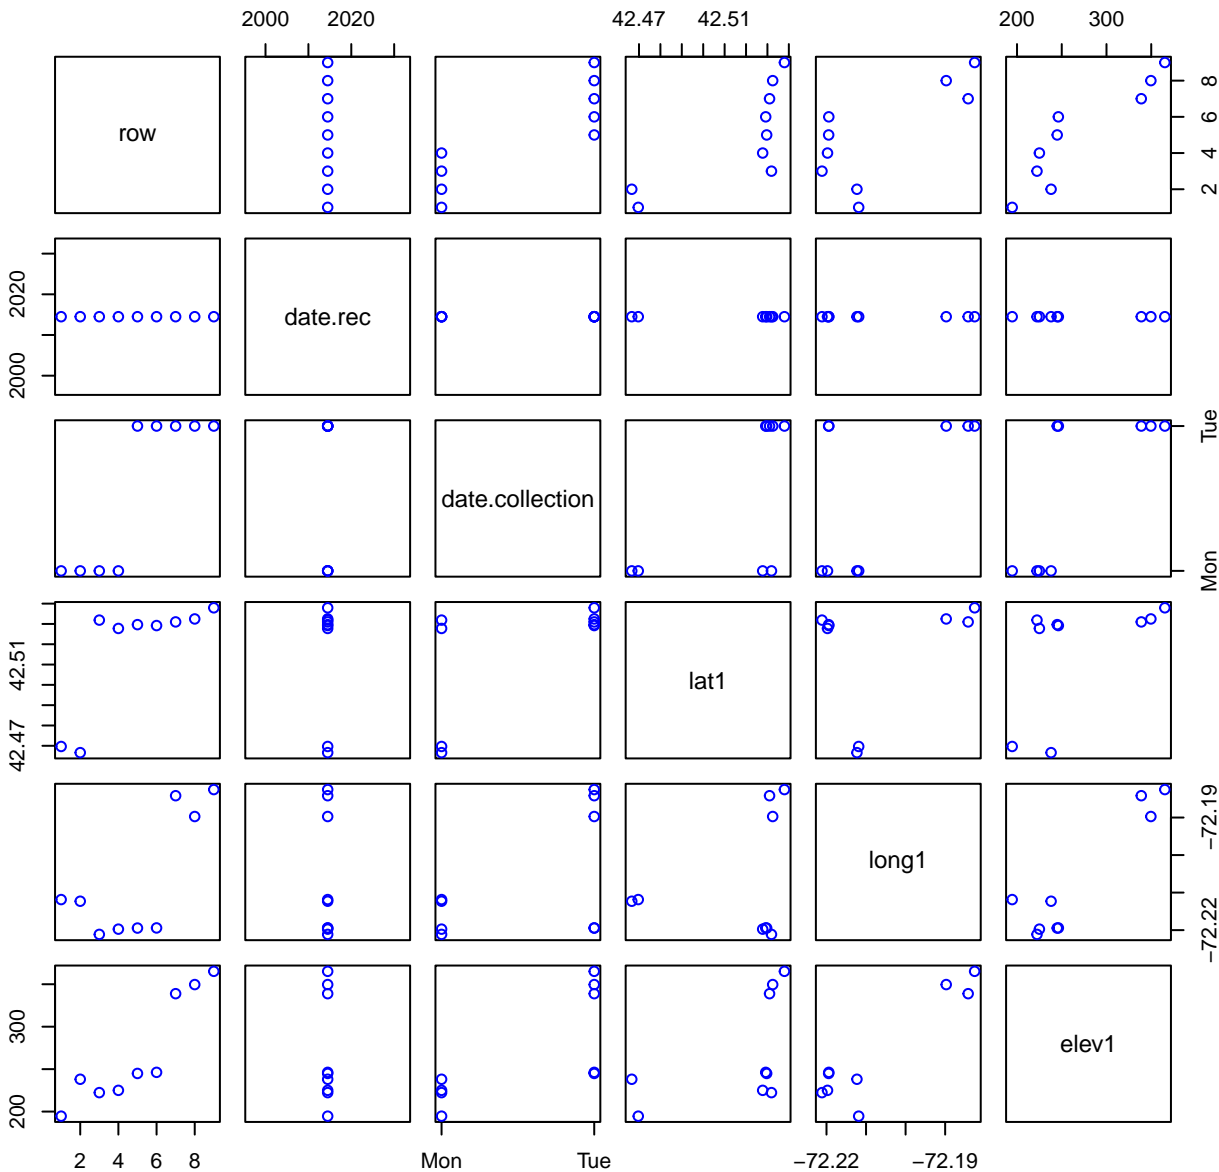 2000 2020 42.47 42.51 200 300
row
2 4 6 8
date.rec
2000 2020
date.collection
Mon Tue
lat1
42.47 42.51
long1
−72.22 −72.19
elev1
200 300
2 4 6 8 Mon Tue −72.22 −72.19